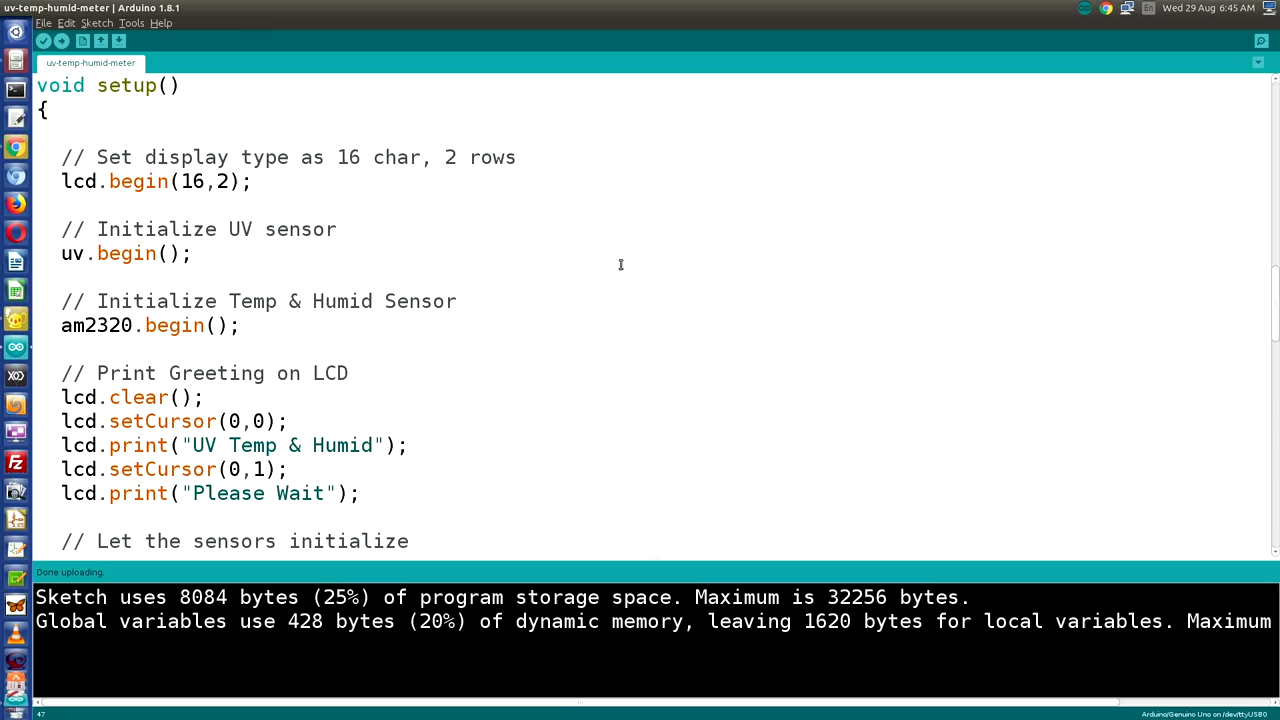 uv-temp-humid-meter | Arduino 1.8.1
En
Wed 29 Aug 6:45 AM
File Edit Sketch Tools Help
uv-temp-humid-meter
void setup()
{
// Set display type as 16 char, 2 rows
lcd.begin(16,2);
// Initialize UV sensor
uv.begin();
// Initialize Temp & Humid Sensor
am2320.begin();
// Print Greeting on LCD
lcd.clear();
lcd.setCursor(0,0);
lcd.print("UV Temp & Humid");
lcd.setCursor(0,1);
lcd.print("Please Wait");
// Let the sensors initialize
Done uploading.
Sketch uses 8084 bytes (25%) of program storage space. Maximum is 32256 bytes.
Global variables use 428 bytes (20%) of dynamic memory, leaving 1620 bytes for local variables. Maximum
47
Arduino/Genuino Uno on /dev/ttyUSB0